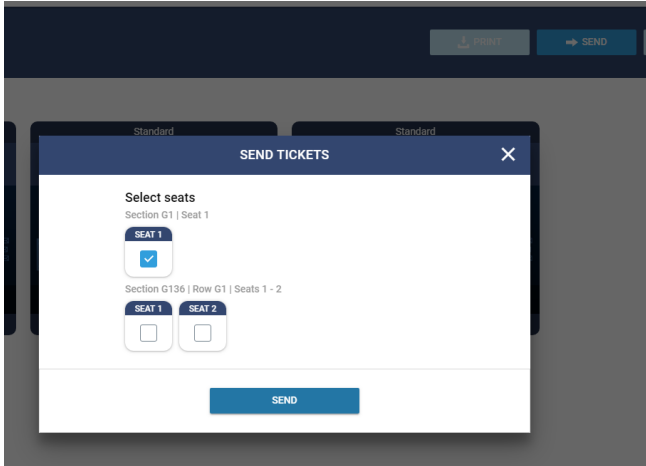 PRINT
SEND
Standard
Standard
SEND TICKETS
Select seats
Section G1 | Seat 1
SEAT 1
Section G136 | Row G1 | Seats 1 - 2
SEAT 1
SEAT 2
SEND